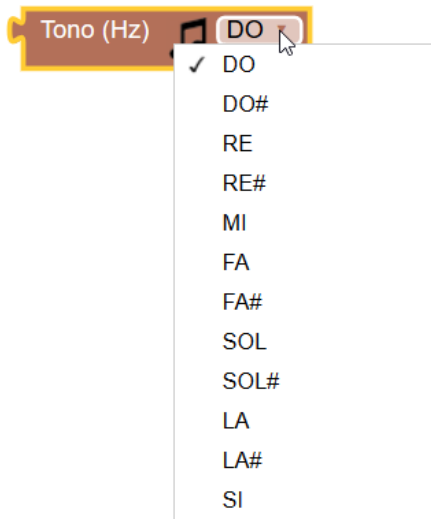 Tono (Hz) DO
DO
DO#
RE
RE#
MI
FA
FA#
SOL
SOL#
LA
LA#
SI